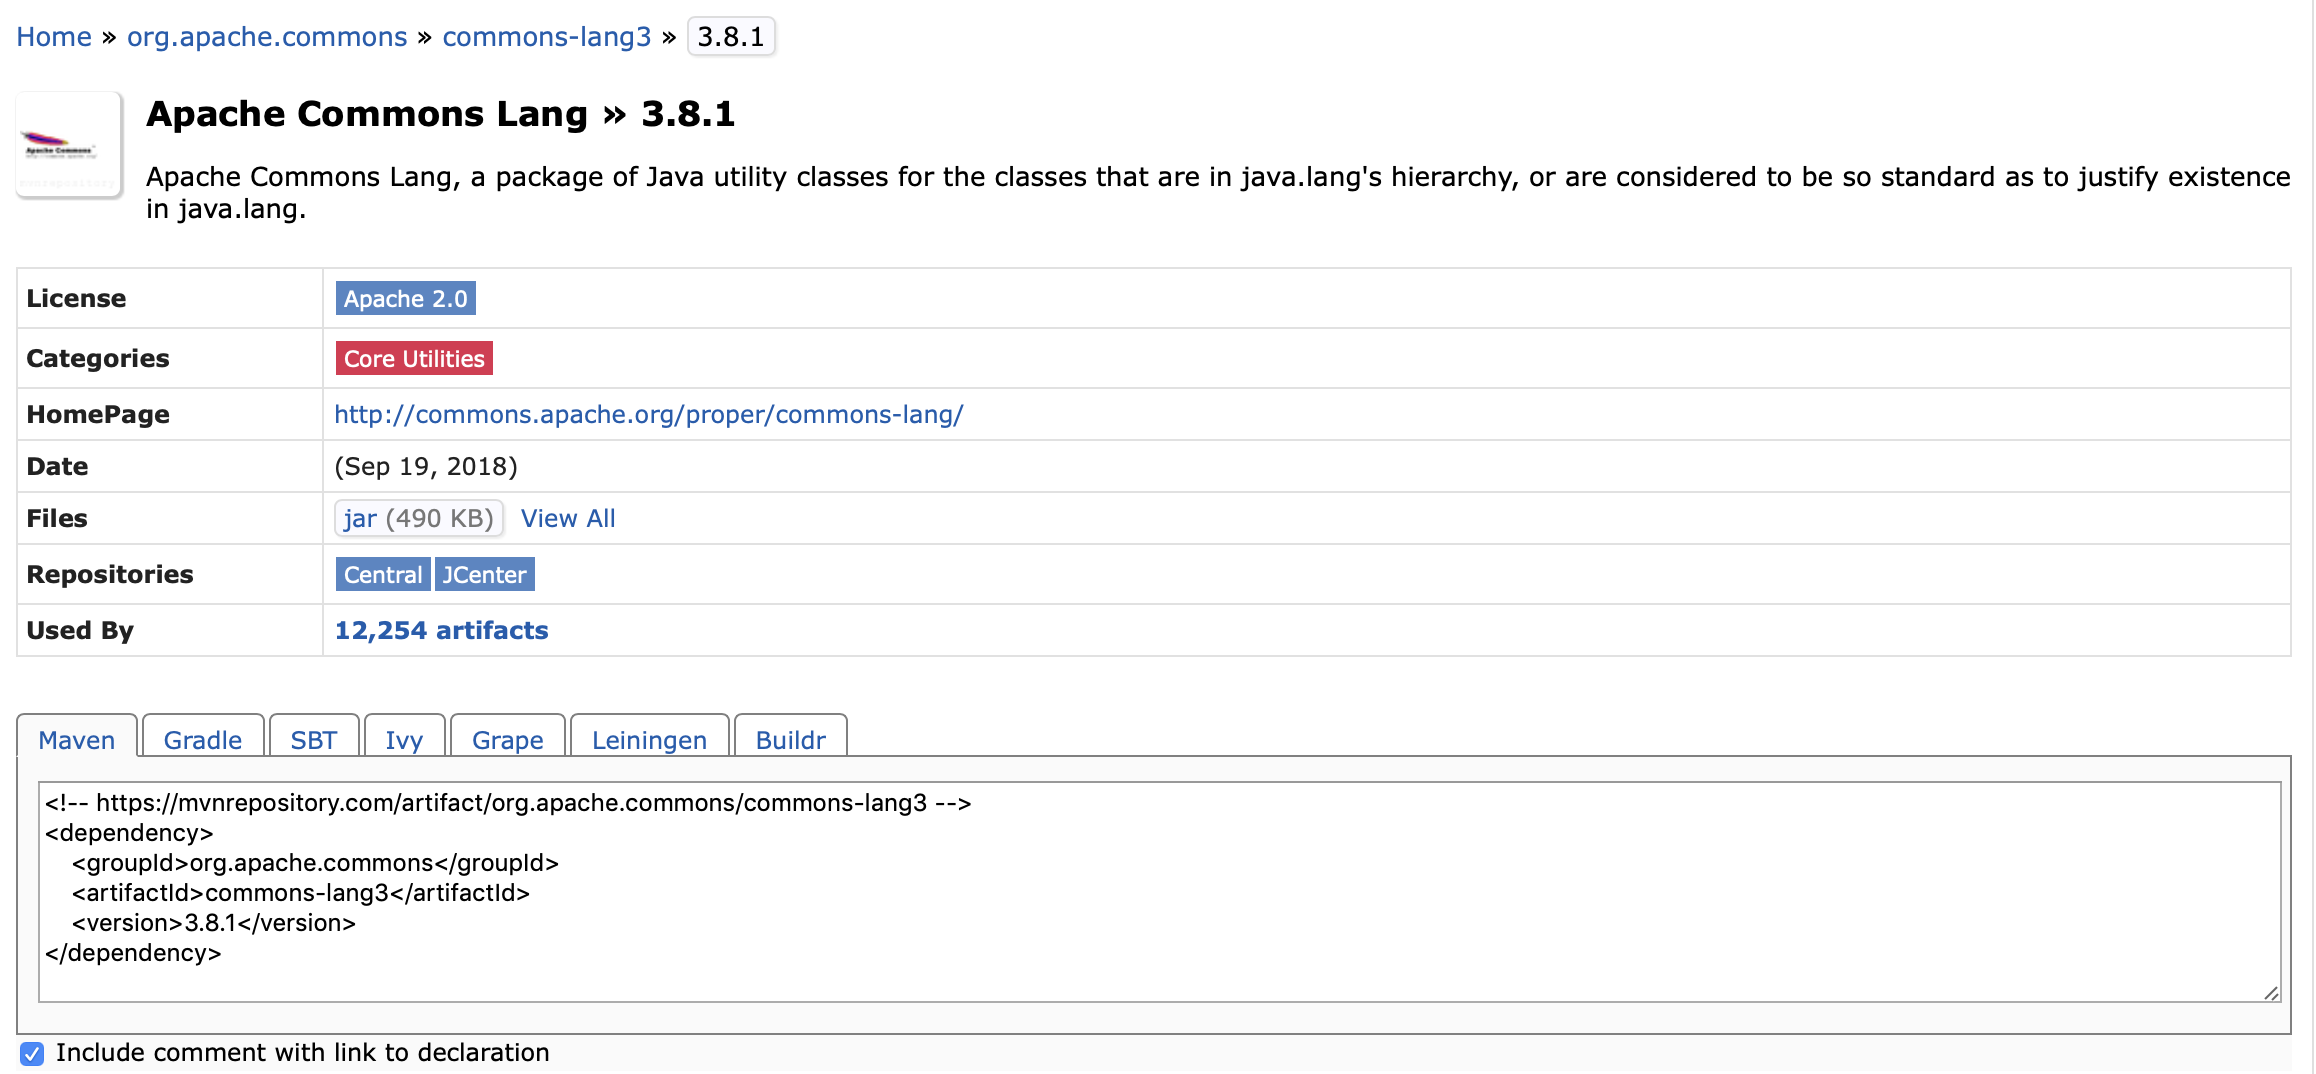 Home » org.apache.commons » commons-lang3 » 3.8.1
Apache Commons Lang » 3.8.1
Apache Commons
Apache Commons Lang, a package of Java utility classes for the classes that are in java.lang's hierarchy, or are considered to be so standard as to justify existence
in java.lang.
License Apache 2.0
Categories Core Utilities
HomePage http://commons.apache.org/proper/commons-lang/
Date (Sep 19, 2018)
Files jar (490 KB) View All
Repositories Central JCenter
Used By 12,254 artifacts
Maven Gradle SBT Ivy Grape Leiningen Buildr
<!-- https://mvnrepository.com/artifact/org.apache.commons/commons-lang3 -->
<dependency>
    <groupId>org.apache.commons</groupId>
    <artifactId>commons-lang3</artifactId>
    <version>3.8.1</version>
</dependency>
Include comment with link to declaration